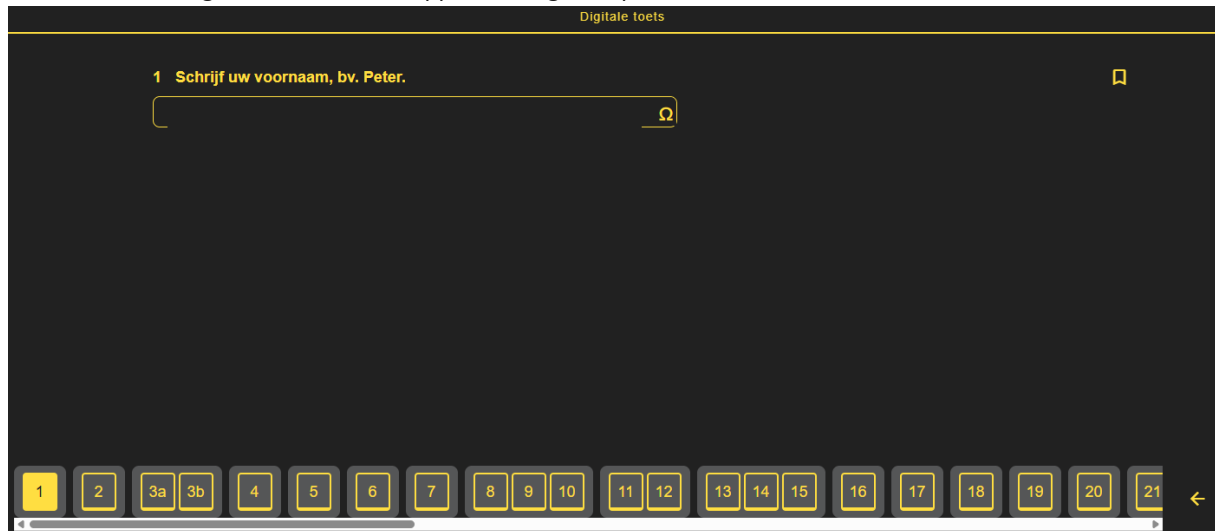 Digitale toets
1 Schrijf uw voornaam, bv. Peter.
Ω
1 2 3a 3b 4 5 6 7 8 9 10 11 12 13 14 15 16 17 18 19 20 21